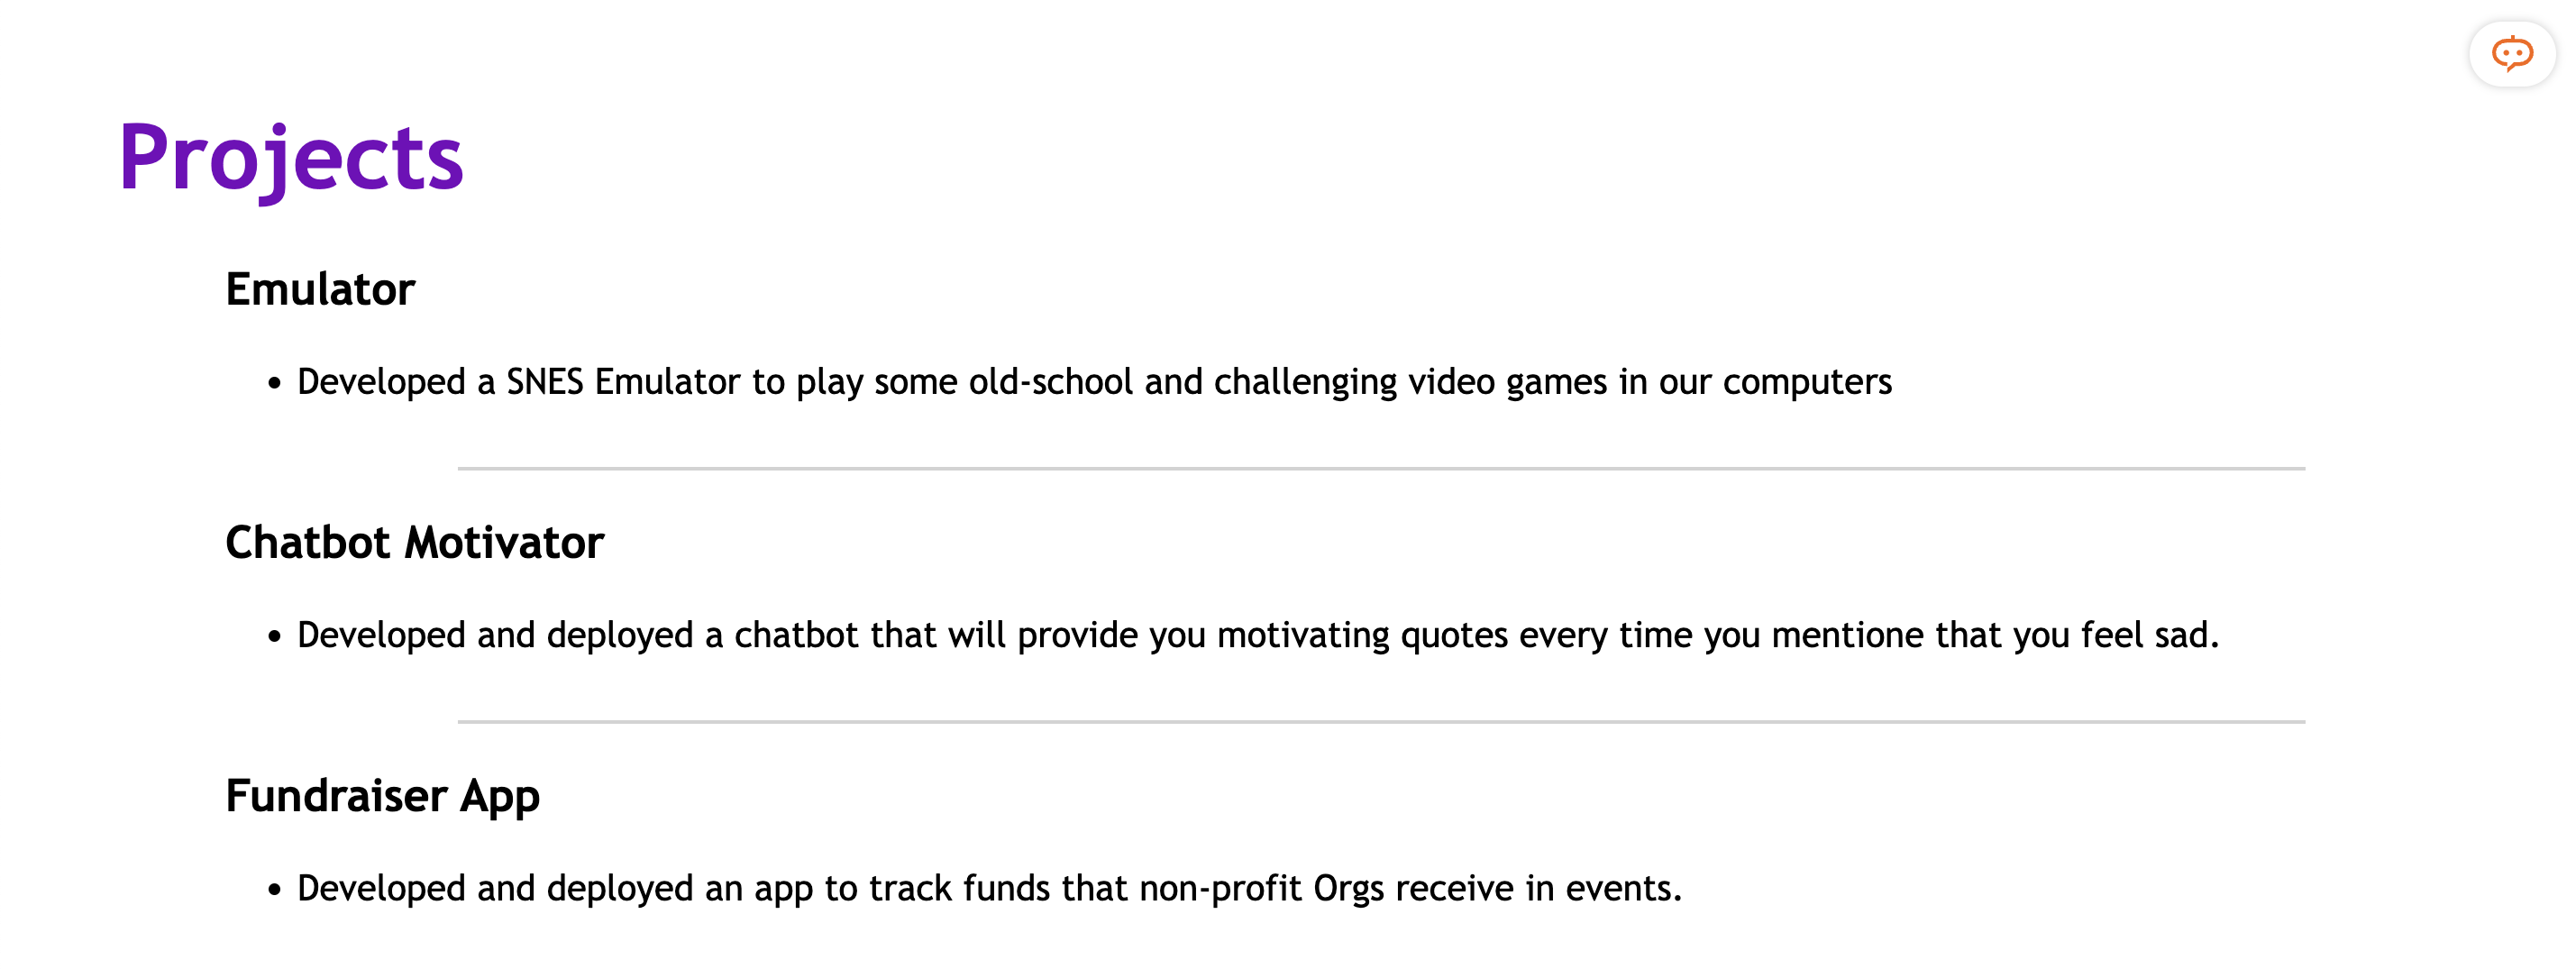 Projects
Emulator
• Developed a SNES Emulator to play some old-school and challenging video games in our computers
Chatbot Motivator
• Developed and deployed a chatbot that will provide you motivating quotes every time you mentione that you feel sad.
Fundraiser App
• Developed and deployed an app to track funds that non-profit Orgs receive in events.